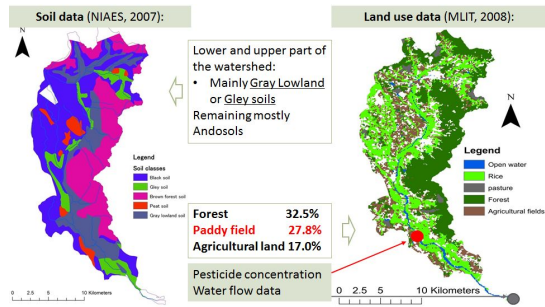 Soil data (NIAES, 2007):
Land use data (MLIT, 2008):
N
Lower and upper part of
the watershed:
• Mainly Gray Lowland
or Gley soils
Remaining mostly
Andosols
N
Legend
Soil classes
Black soil
Gley soil
Brown forest soil
Peat soil
Gray lowland soil
Legend
Open water
Rice
pasture
Forest
Agricultural fields
Forest 32.5%
Paddy field 27.8%
Agricultural land 17.0%
Pesticide concentration
Water flow data
0 2.5 5 10 Kilometers
0 2.5 5 10 Kilometers